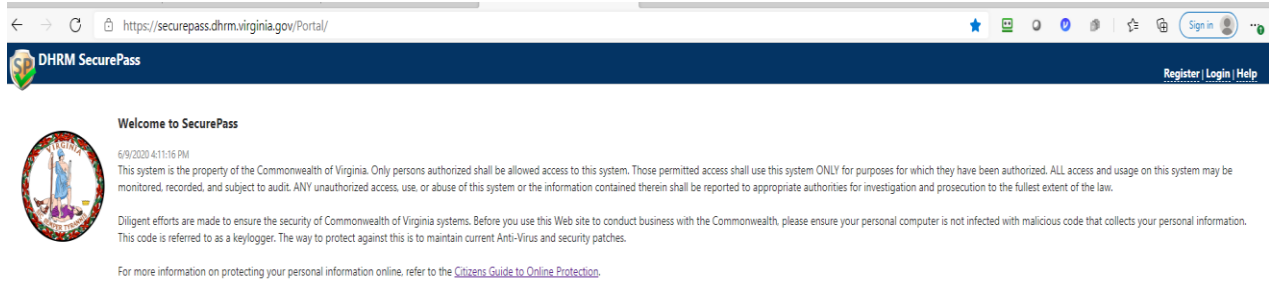 https://securepass.dhrm.virginia.gov/Portal/
Sign in
SP
DHRM SecurePass
Register | Login | Help
Welcome to SecurePass
VIRGINIA
6/9/2020 4:11:16 PM
This system is the property of the Commonwealth of Virginia. Only persons authorized shall be allowed access to this system. Those permitted access shall use this system ONLY for purposes for which they have been authorized. ALL access and usage on this system may be
monitored, recorded, and subject to audit. ANY unauthorized access, use, or abuse of this system or the information contained therein shall be reported to appropriate authorities for investigation and prosecution to the fullest extent of the law.
Diligent efforts are made to ensure the security of Commonwealth of Virginia systems. Before you use this Web site to conduct business with the Commonwealth, please ensure your personal computer is not infected with malicious code that collects your personal information.
This code is referred to as a keylogger. The way to protect against this is to maintain current Anti-Virus and security patches.
For more information on protecting your personal information online, refer to the Citizens Guide to Online Protection.